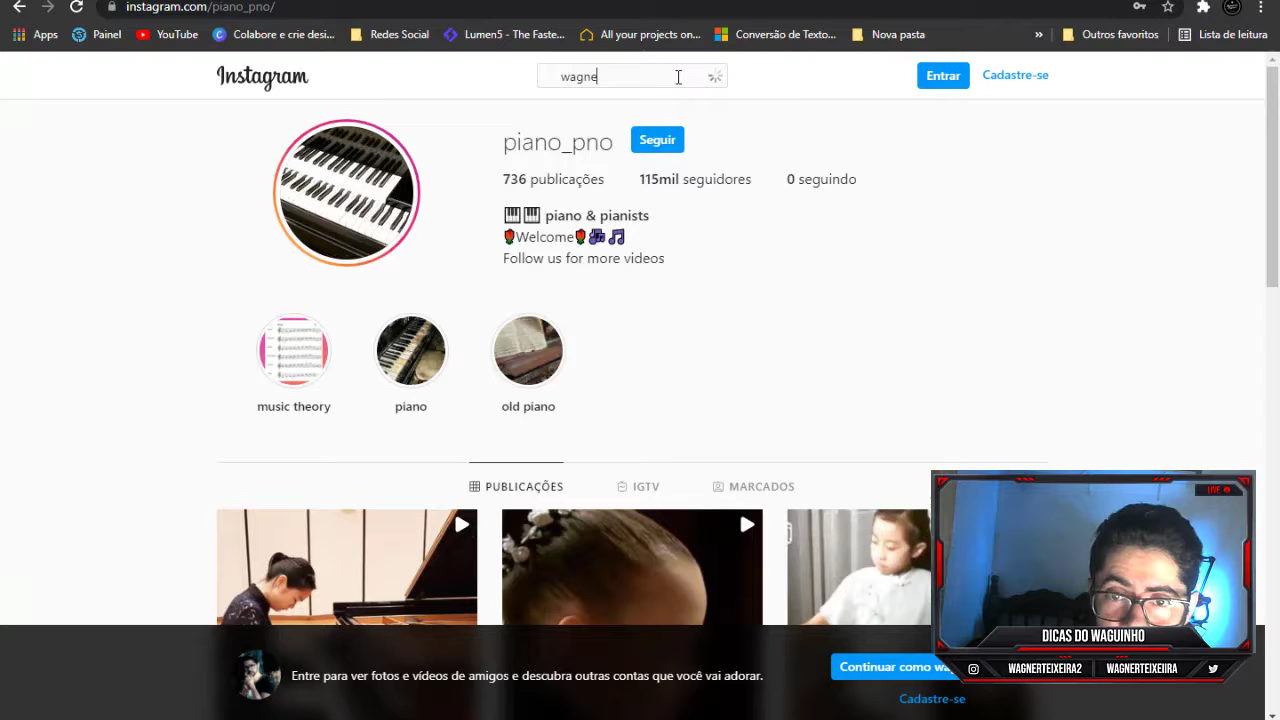 instagram.com/piano_pno/
Apps Painel YouTube Colabore e crie desi... Redes Social Lumen5 - The Faste... All your projects on... Conversão de Texto... Nova pasta » Outros favoritos Lista de leitura
Instagram wagne Entrar Cadastre-se
piano_pno Seguir
736 publicações 115mil seguidores 0 seguindo
🎹🎹 piano & pianists
🌹Welcome🌹🎼🎵
Follow us for more videos
music theory piano old piano
PUBLICAÇÕES IGTV MARCADOS
LIVE
DICAS DO WAGUINHO
WAGNERTEIXEIRA2 WAGNERTEIXEIIRA
Entre para ver fotos e vídeos de amigos e descubra outras contas que você vai adorar.
Continuar como wag
Cadastre-se